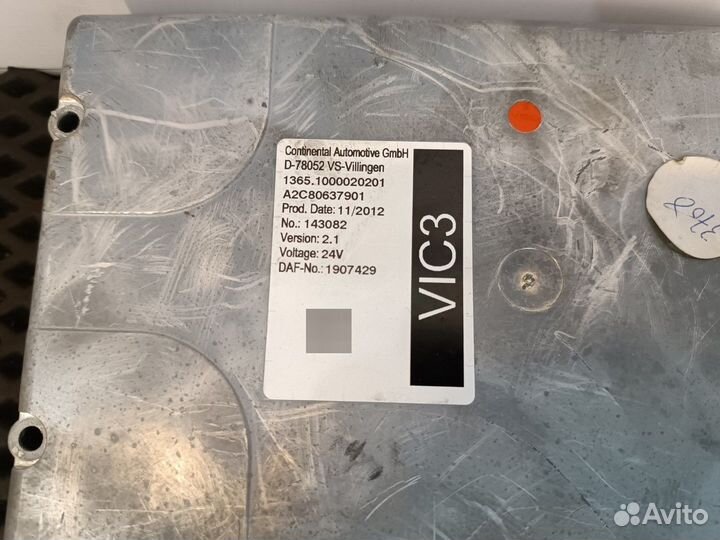 Continental Automotive GmbH
D-78052 VS-Villingen
1365.1000020201
A2C80637901
Prod. Date: 11/2012
No.: 143082
Version: 2.1
Voltage: 24V
DAF-No.: 1907429
VIC3
Avito